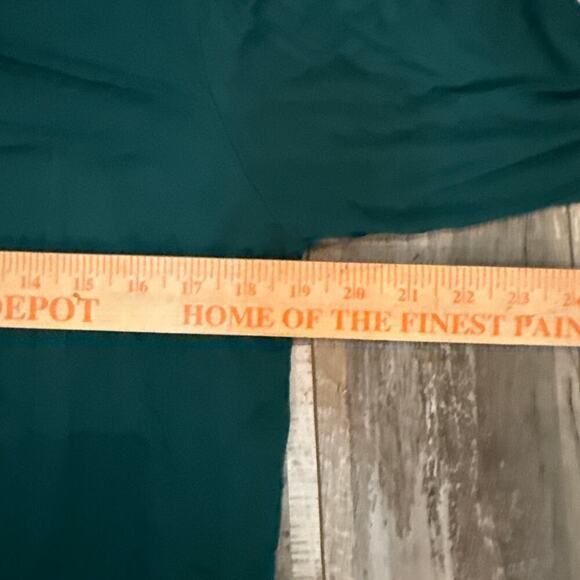 14 15 16 17 18 19 20 21 22 23
DEPOT HOME OF THE FINEST PAIN